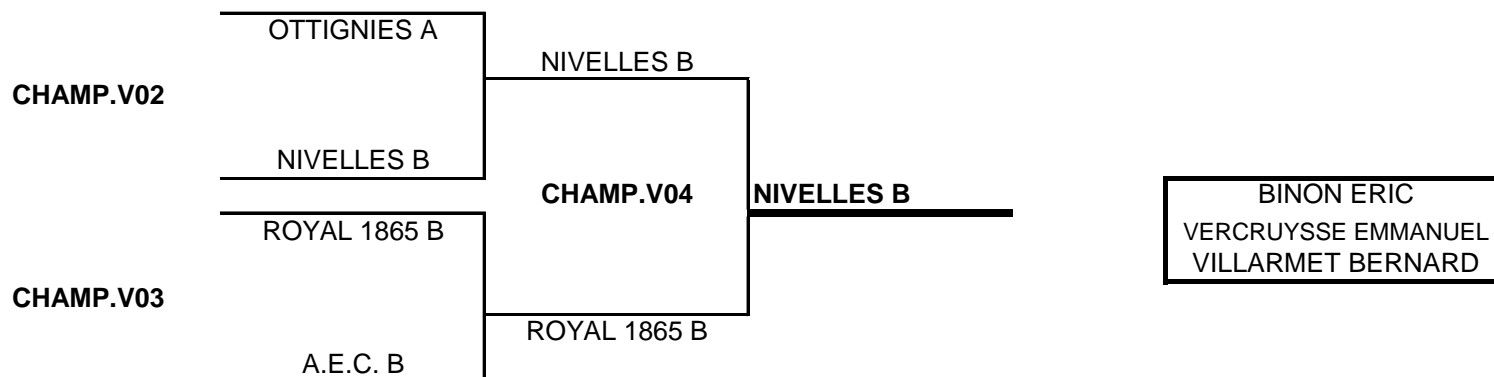 OTTIGNIES A
NIVELLES B
CHAMP.V02
NIVELLES B
CHAMP.V04
NIVELLES B
BINON ERIC
ROYAL 1865 B
VERCRUYSSE EMMANUEL
VILLARMET BERNARD
CHAMP.V03
ROYAL 1865 B
A.E.C. B